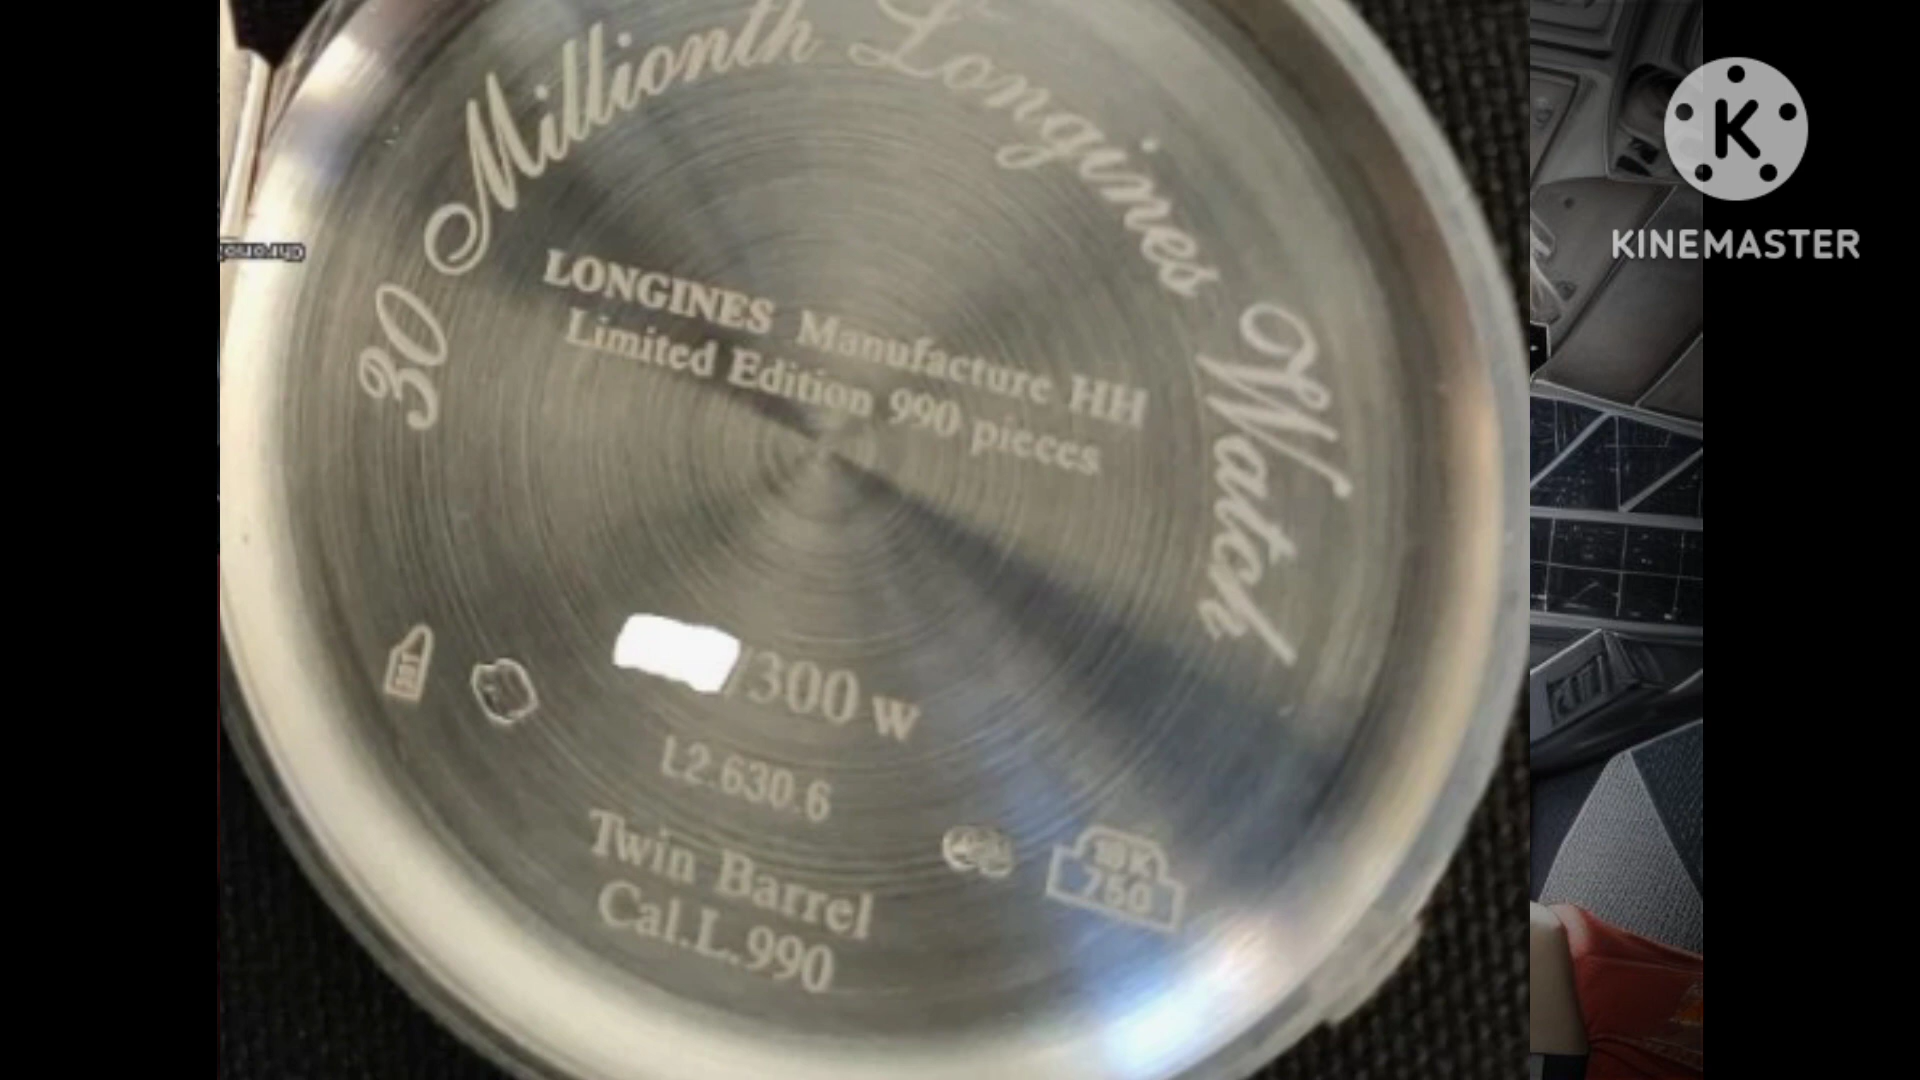 30 Millionth Longines Watch
LONGINES Manufacture HH
Limited Edition 990 pieces
/300 w
L2.630.6
Twin Barrel
Cal.L.990
18K
750
K
KINEMASTER